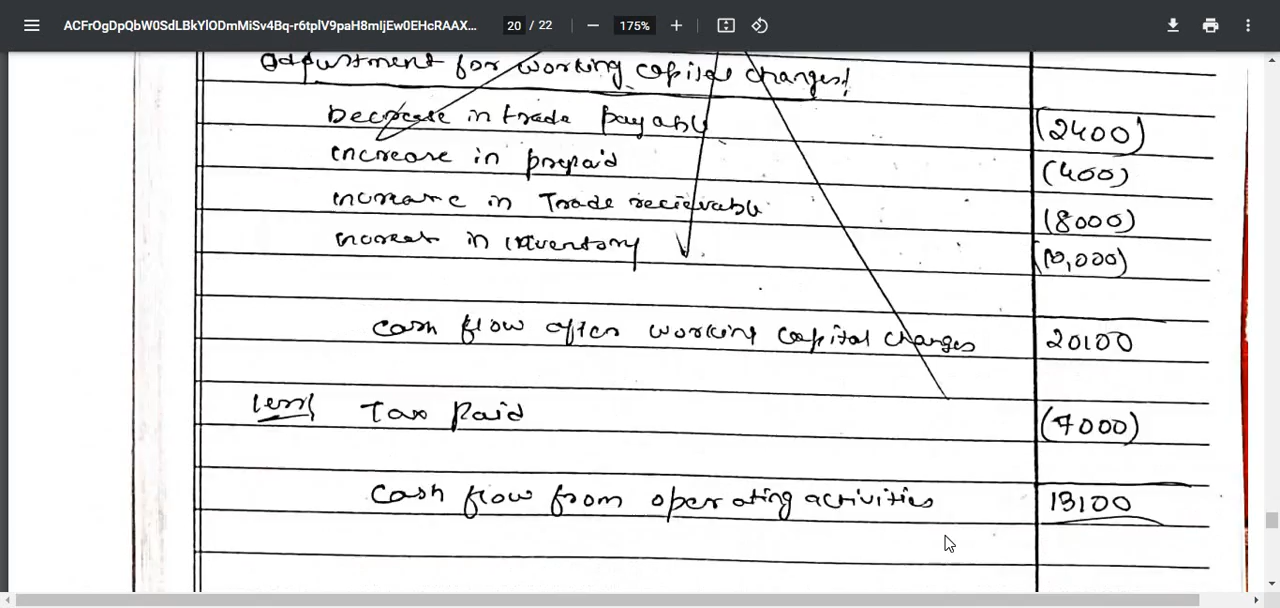 ACFrOgDpQbW0SdLBkYlODmMiSv4Bq-r6tplV9paH8mljEw0EHcRAAX...
20 / 22
175%
adjustment for working capital changes!
Decrease in trade payable (2400)
increase in prepaid (400)
increase in Trade recievable (8000)
increase in inventory (10,000)
cash flow after working capital changes 20100
less/ Tax Paid (7000)
cash flow from operating activities 13100